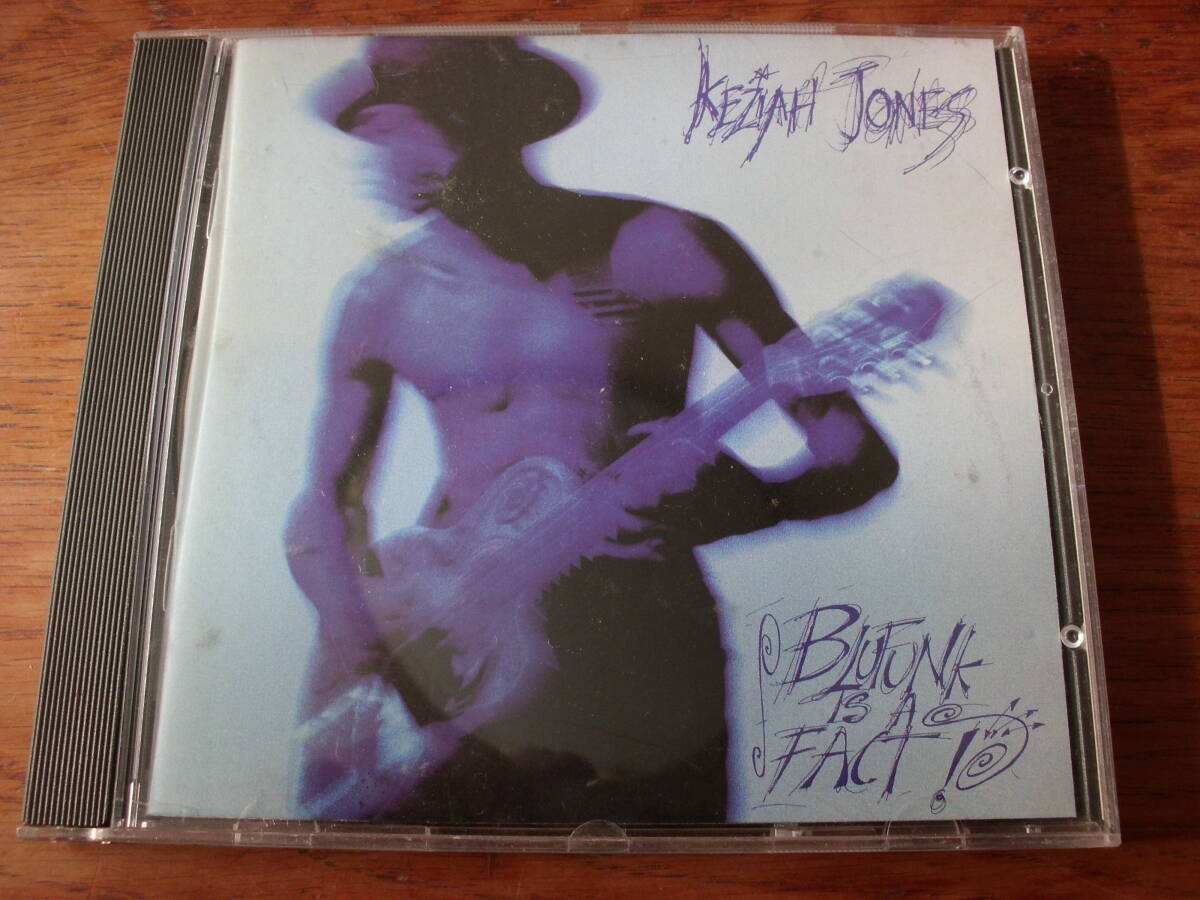 KEZIAH JONES
BLUFUNK
IS A
FACT!